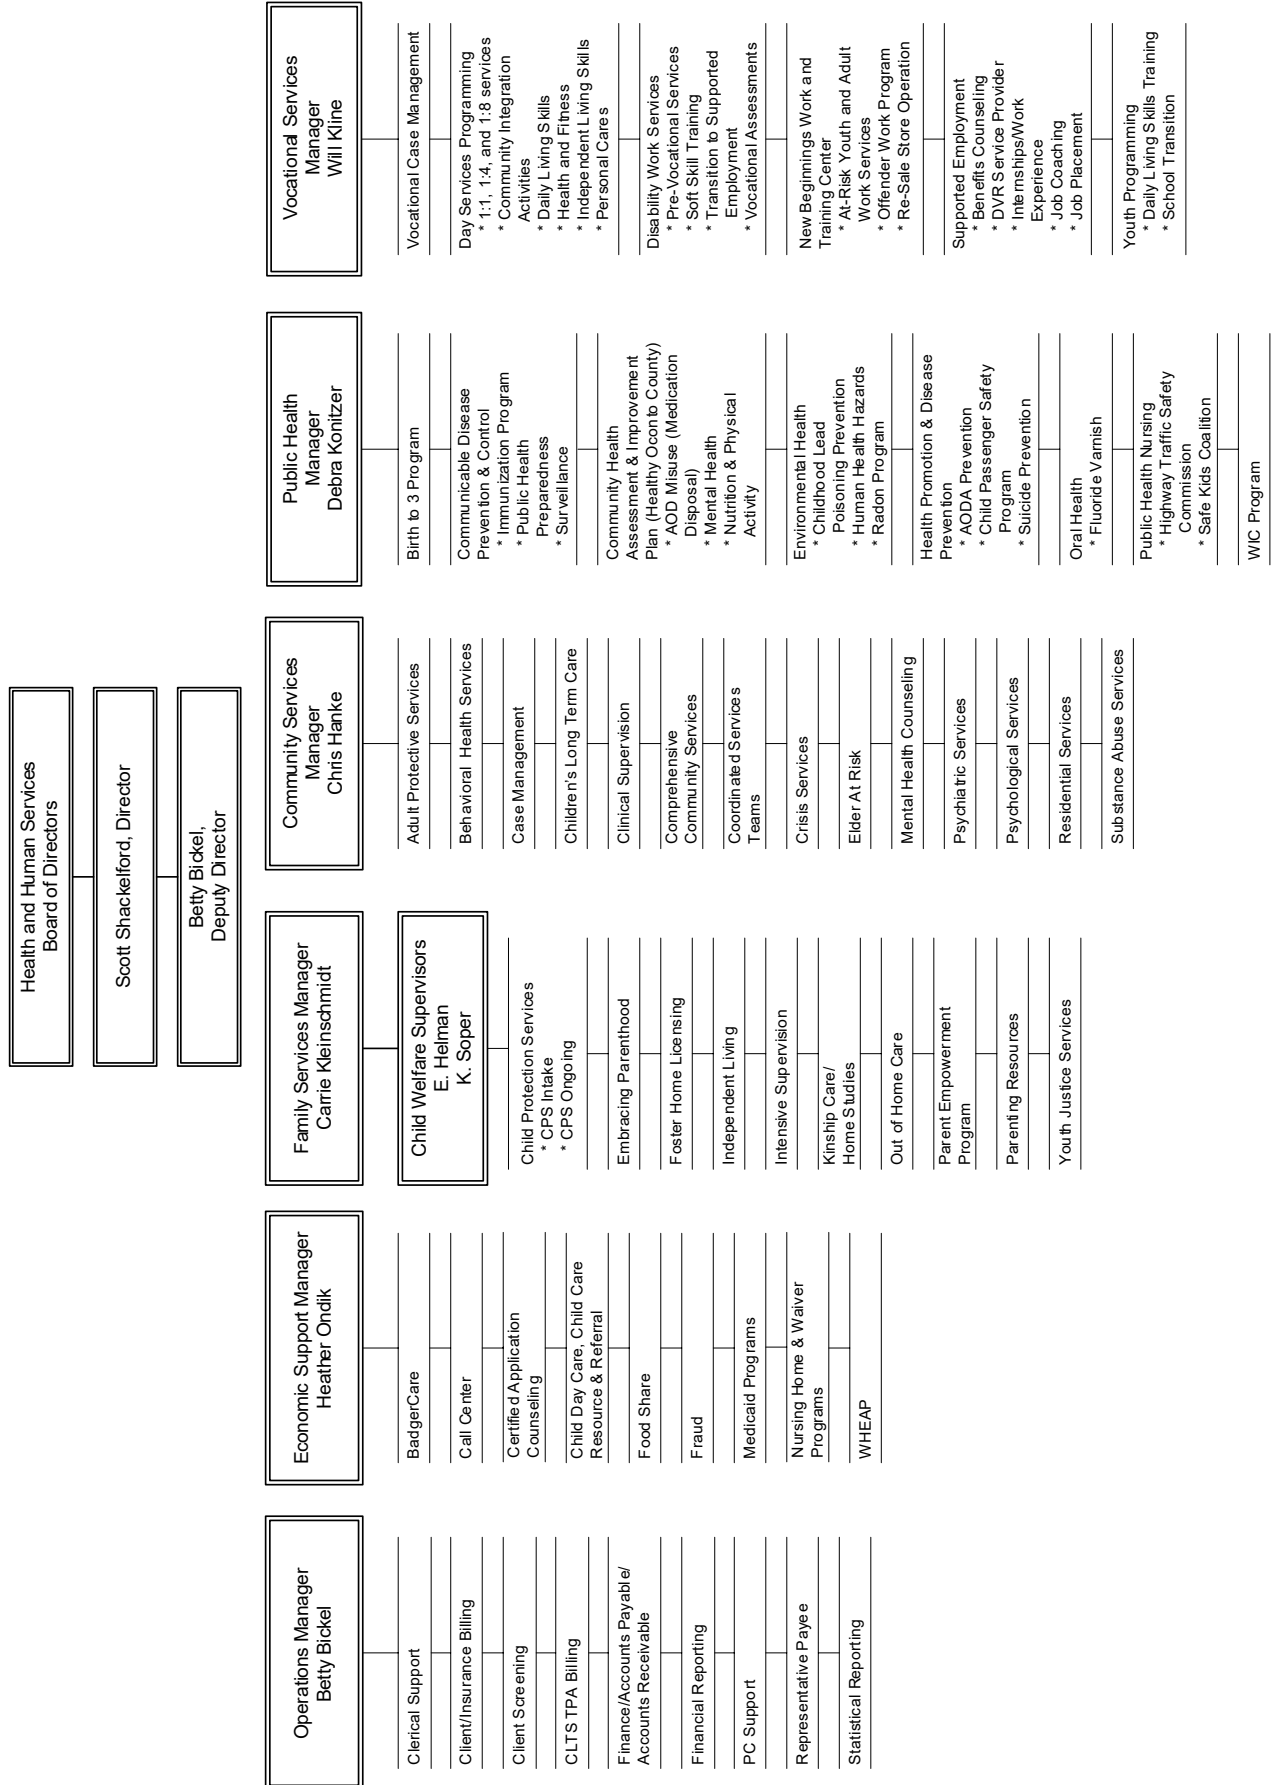 Health and Human Services
Board of Directors
Scott Shackelford, Director
Betty Bickel,
Deputy Director
Operations Manager
Betty Bickel
Clerical Support
Client/Insurance Billing
Client Screening
CLTS TPA Billing
Finance/Accounts Payable/
Accounts Receivable
Financial Reporting
PC Support
Representative Payee
Statistical Reporting
Economic Support Manager
Heather Ondik
BadgerCare
Call Center
Certified Application
Counseling
Child Day Care, Child Care
Resource & Referral
Food Share
Fraud
Medicaid Programs
Nursing Home & Waiver
Programs
WHEAP
Family Services Manager
Carrie Kleinschmidt
Child Welfare Supervisors
E. Helman
K. Soper
Child Protection Services
* CPS Intake
* CPS Ongoing
Embracing Parenthood
Foster Home Licensing
Independent Living
Intensive Supervision
Kinship Care/
Home Studies
Out of Home Care
Parent Empowerment
Program
Parenting Resources
Youth Justice Services
Community Services
Manager
Chris Hanke
Adult Protective Services
Behavioral Health Services
Case Management
Children's Long Term Care
Clinical Supervision
Comprehensive
Community Services
Coordinated Services
Teams
Crisis Services
Elder At Risk
Mental Health Counseling
Psychiatric Services
Psychological Services
Residential Services
Substance Abuse Services
Public Health
Manager
Debra Konitzer
Birth to 3 Program
Communicable Disease
Prevention & Control
* Immunization Program
* Public Health
Preparedness
* Surveillance
Community Health
Assessment & Improvement
Plan (Healthy Oconto County)
* AOD Misuse (Medication
Disposal)
* Mental Health
* Nutrition & Physical
Activity
Environmental Health
* Childhood Lead
Poisoning Prevention
* Human Health Hazards
* Radon Program
Health Promotion & Disease
Prevention
* AODA Prevention
* Child Passenger Safety
Program
* Suicide Prevention
Oral Health
* Fluoride Varnish
Public Health Nursing
* Highway Traffic Safety
Commission
* Safe Kids Coalition
WIC Program
Vocational Services
Manager
Will Kline
Vocational Case Management
Day Services Programming
* 1:1, 1:4, and 1:8 services
* Community Integration
Activities
* Daily Living Skills
* Health and Fitness
* Independent Living Skills
* Personal Cares
Disability Work Services
* Pre-Vocational Services
* Soft Skill Training
* Transition to Supported
Employment
* Vocational Assessments
New Beginnings Work and
Training Center
* At-Risk Youth and Adult
Work Services
* Offender Work Program
* Re-Sale Store Operation
Supported Employment
* Benefits Counseling
* DVR Service Provider
* Internships/Work
Experience
* Job Coaching
* Job Placement
Youth Programming
* Daily Living Skills Training
* School Transition